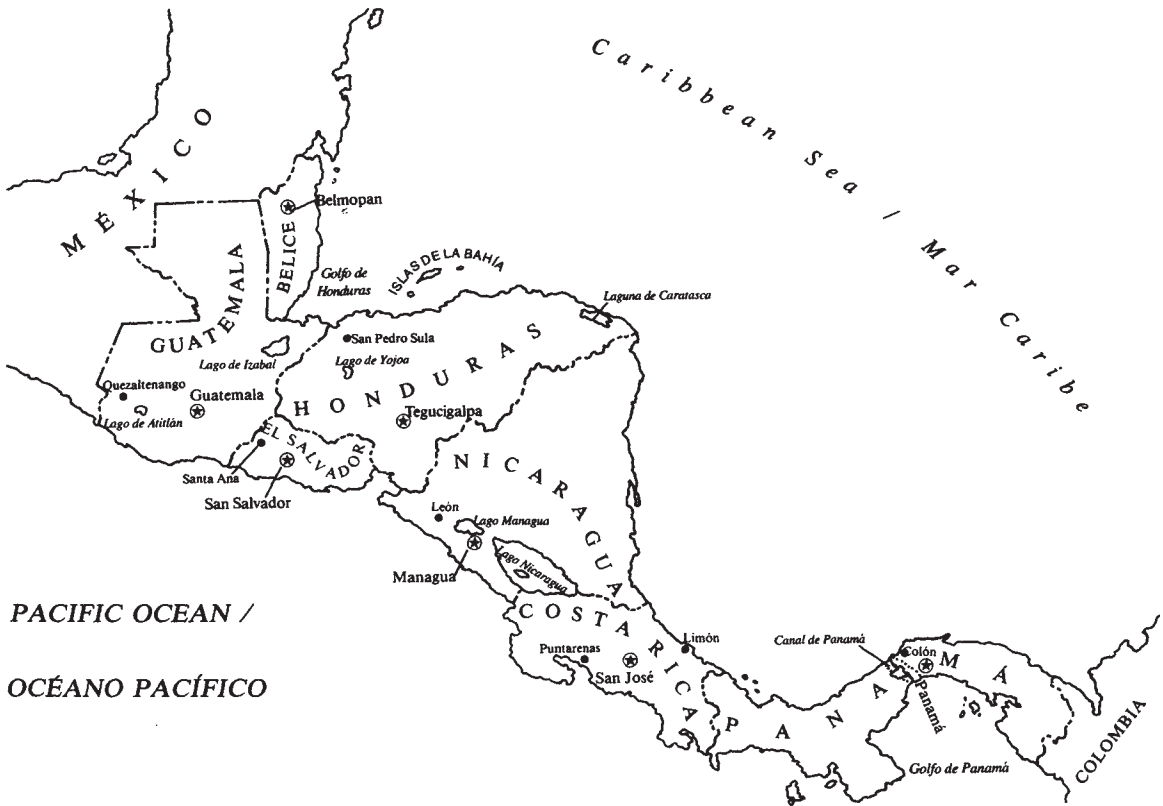 Caribbean Sea / Mar Caribe
MÉXICO
Belmopan
BELICE
GUATEMALA
Golfo de
Honduras
ISLAS DE LA BAHÍA
Laguna de Caratasca
San Pedro Sula
Lago de Izabal
Lago de Yojoa
HONDURAS
Quezaltenango
Guatemala
Lago de Atitlán
Tegucigalpa
EL SALVADOR
Santa Ana
San Salvador
NICARAGUA
León
Lago Managua
Managua
Lago Nicaragua
PACIFIC OCEAN /
OCÉANO PACÍFICO
COSTA RICA
Puntarenas
San José
Limón
Canal de Panamá
Colón
PANAMÁ
Panamá
Golfo de Panamá
COLOMBIA